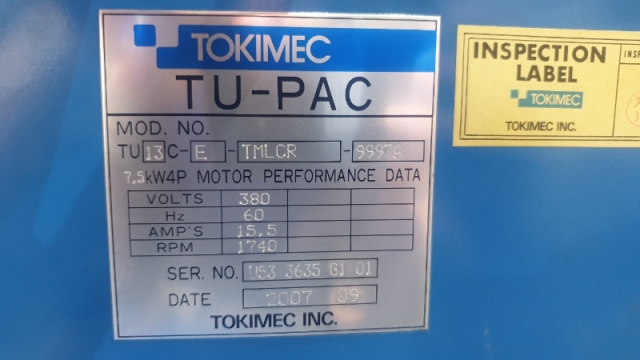 TOKIMEC
TU-PAC
MOD. NO.
TU 13 C-E-TMLCR-9997A
7.5kW4P MOTOR PERFORMANCE DATA
VOLTS 380
Hz 60
AMP'S 15.5
RPM 1740
SER. NO. U53 3635 G1 01
DATE 2007 09
TOKIMEC INC.
INSPECTION
LABEL
TOKIMEC
TOKIMEC INC.
INSP